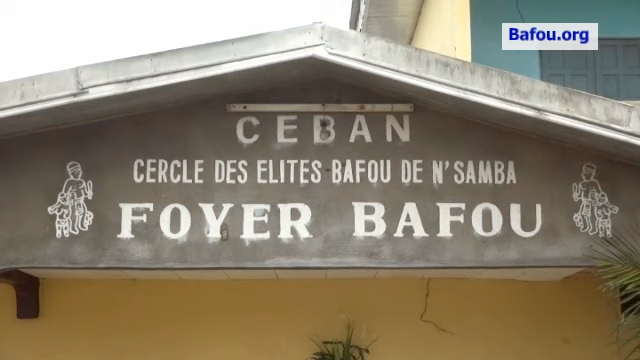 Bafou.org
CEBAN
CERCLE DES ELITES BAFOU DE N'SAMBA
FOYER BAFOU